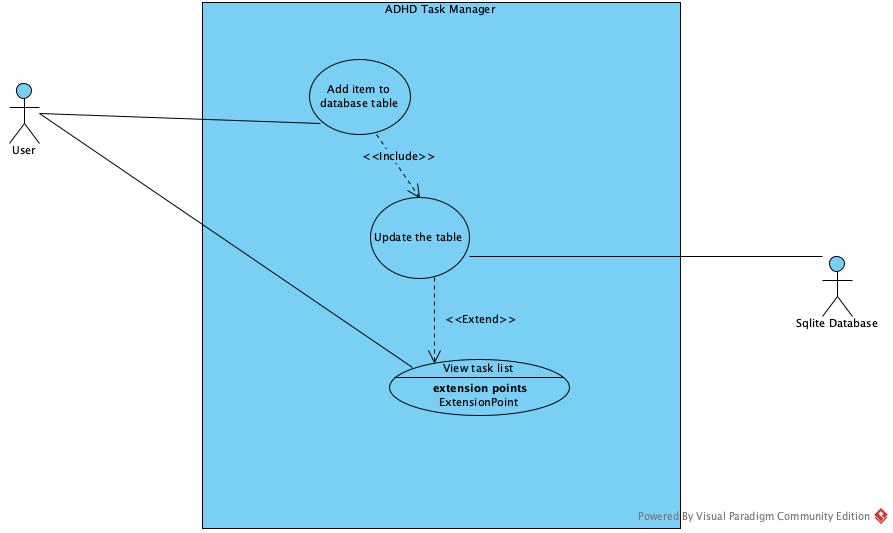 ADHD Task Manager
Add item to
database table
User
<<Include>>
Update the table
Sqlite Database
<<Extend>>
View task list
extension points
ExtensionPoint
Powered By Visual Paradigm Community Edition